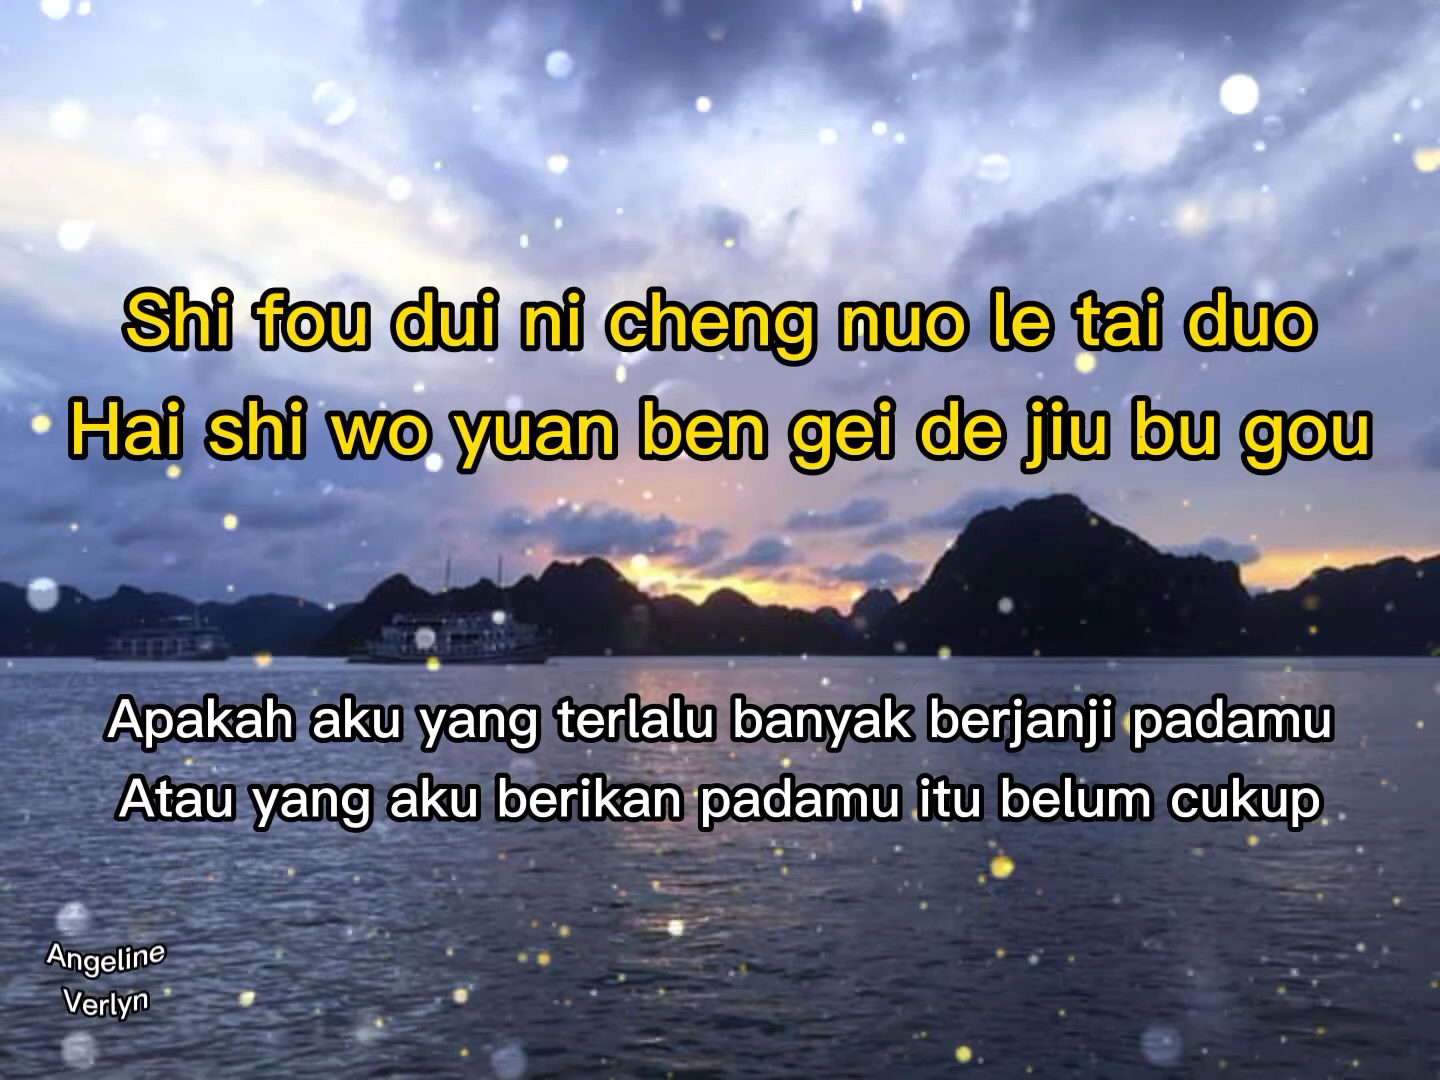 Shi fou dui ni cheng nuo le tai duo
Hai shi wo yuan ben gei de jiu bu gou
Apakah aku yang terlalu banyak berjanji padamu
Atau yang aku berikan padamu itu belum cukup
Angeline
Verlyn